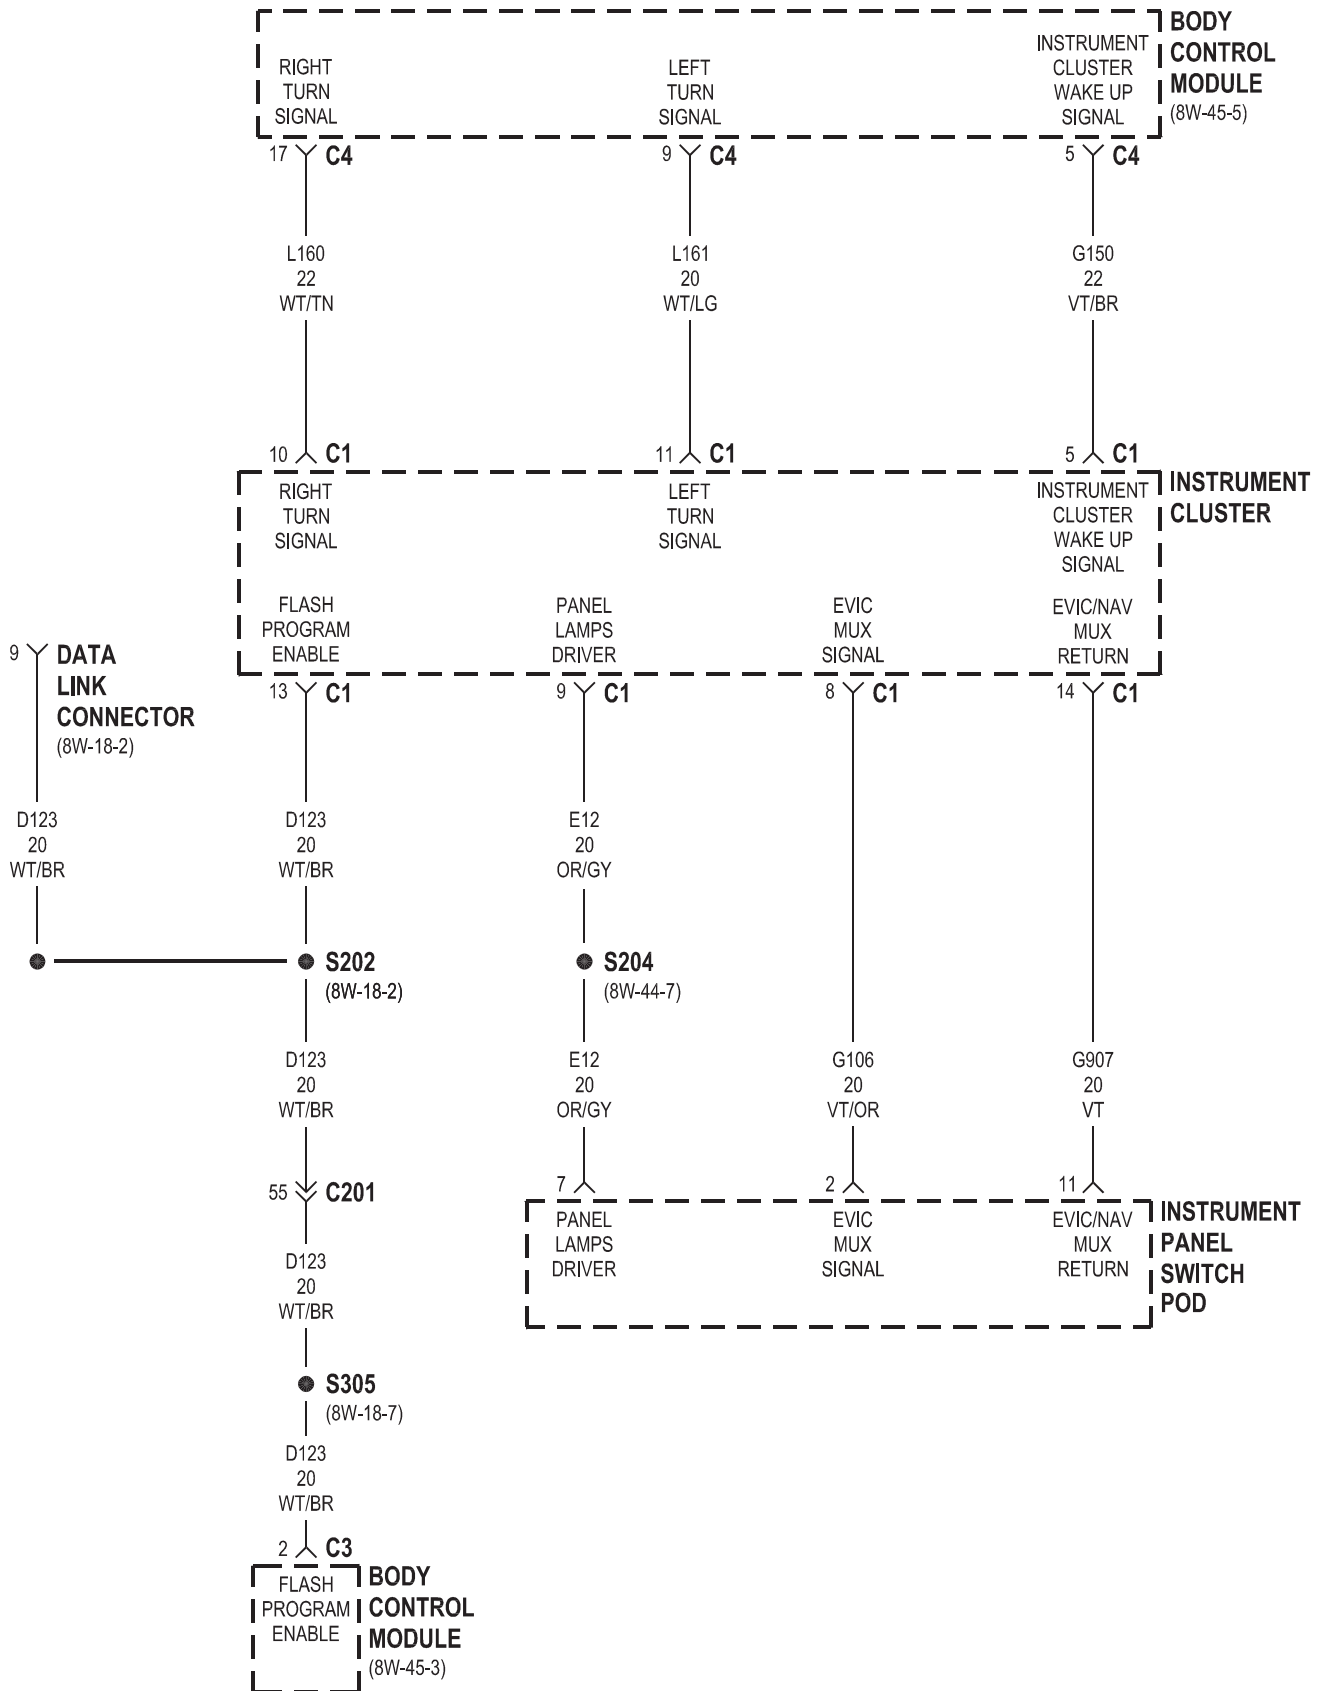 BODY
CONTROL
MODULE
(8W-45-5)
RIGHT
TURN
SIGNAL
LEFT
TURN
SIGNAL
INSTRUMENT
CLUSTER
WAKE UP
SIGNAL
17 C4
9 C4
5 C4
L160
22
WT/TN
L161
20
WT/LG
G150
22
VT/BR
10 C1
11 C1
5 C1
INSTRUMENT
CLUSTER
RIGHT
TURN
SIGNAL
LEFT
TURN
SIGNAL
INSTRUMENT
CLUSTER
WAKE UP
SIGNAL
FLASH
PROGRAM
ENABLE
PANEL
LAMPS
DRIVER
EVIC
MUX
SIGNAL
EVIC/NAV
MUX
RETURN
9 DATA
LINK
CONNECTOR
(8W-18-2)
13 C1
9 C1
8 C1
14 C1
D123
20
WT/BR
D123
20
WT/BR
E12
20
OR/GY
S202
(8W-18-2)
S204
(8W-44-7)
D123
20
WT/BR
E12
20
OR/GY
G106
20
VT/OR
G907
20
VT
55 C201
7
2
11
INSTRUMENT
PANEL
SWITCH
POD
PANEL
LAMPS
DRIVER
EVIC
MUX
SIGNAL
EVIC/NAV
MUX
RETURN
D123
20
WT/BR
S305
(8W-18-7)
D123
20
WT/BR
2 C3
FLASH
PROGRAM
ENABLE
BODY
CONTROL
MODULE
(8W-45-3)